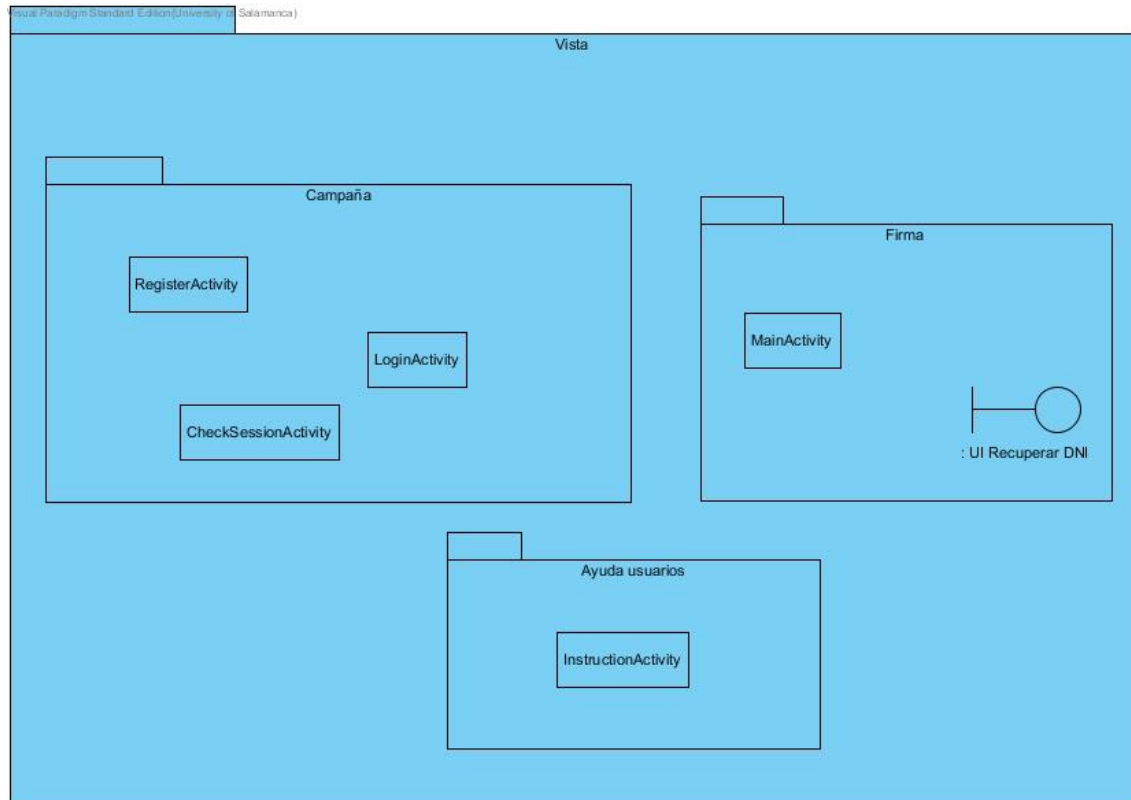 Visual Paradigm Standard Edition(University of Salamanca)
Vista
Campaña
RegisterActivity
LoginActivity
CheckSessionActivity
Firma
MainActivity
: UI Recuperar DNI
Ayuda usuarios
InstructionActivity